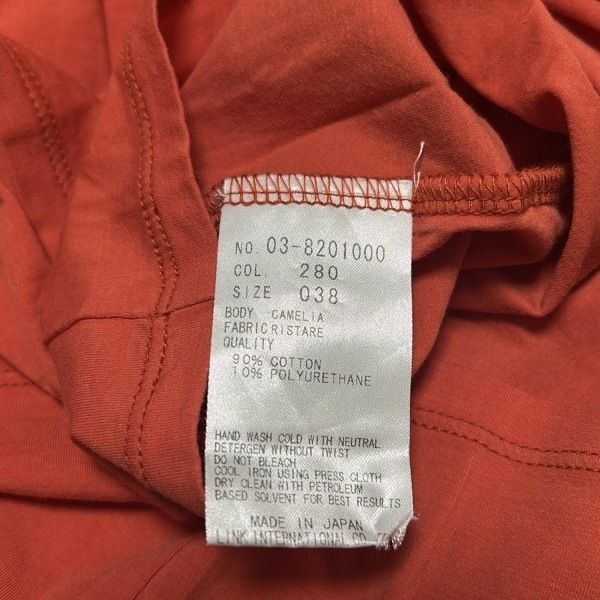 NO. 03-8201000
COL. 280
SIZE 038
BODY CAMELIA
FABRICRISTARE
QUALITY
90% COTTON
10% POLYURETHANE
HAND WASH COLD WITH NEUTRAL
DETERGEN WITHOUT TWIST
DO NOT BLEACH
COOL IRON USING PRESS CLOTH
DRY CLEAN WITH PETROLEUM
BASED SOLVENT FOR BEST RESULTS
MADE IN JAPAN
LINK INTERNATIONAL CO.